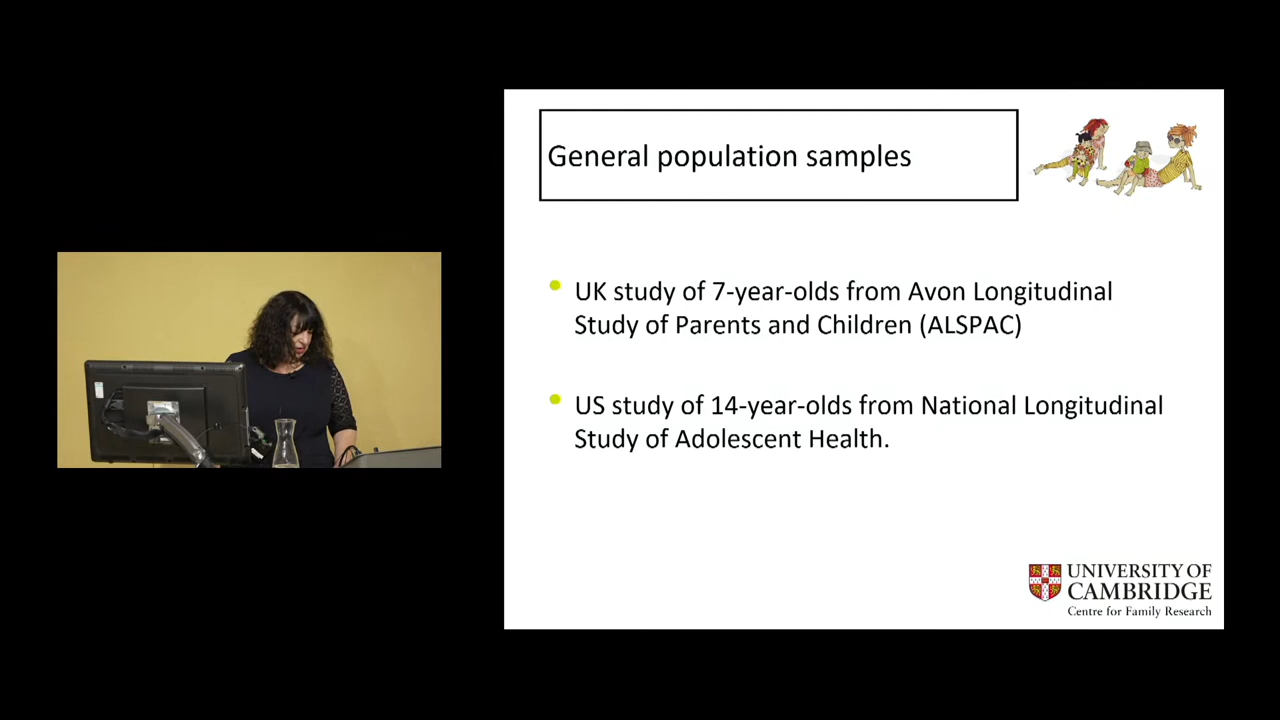 General population samples
• UK study of 7-year-olds from Avon Longitudinal
Study of Parents and Children (ALSPAC)
• US study of 14-year-olds from National Longitudinal
Study of Adolescent Health.
UNIVERSITY OF
CAMBRIDGE
Centre for Family Research